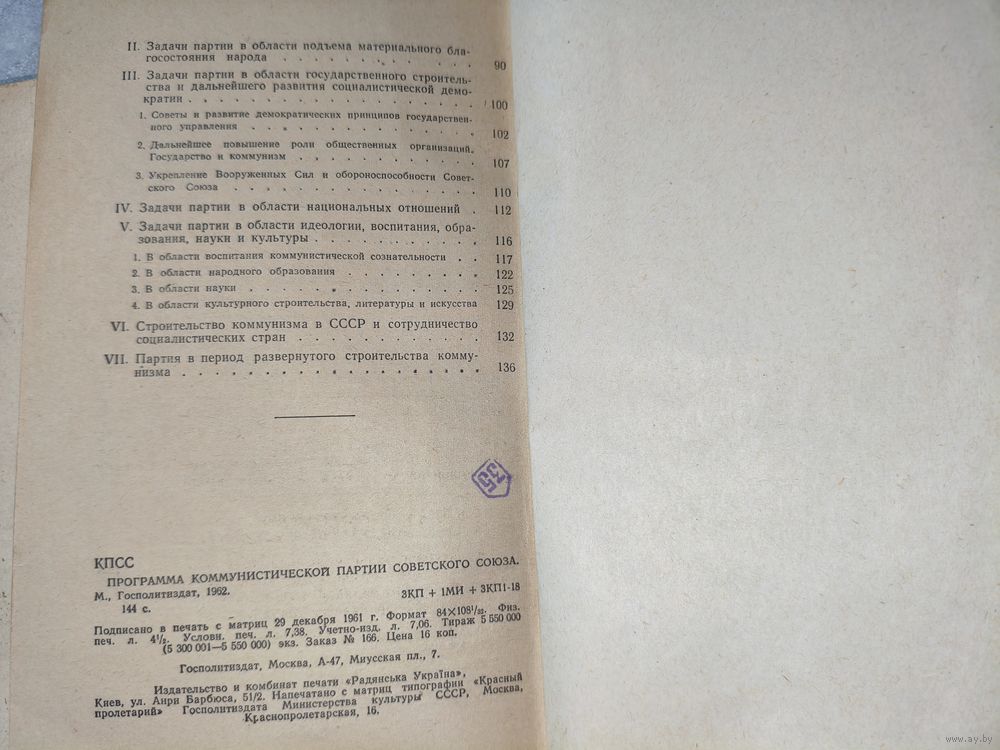 II. Задачи партии в области подъема материального бла-
госостояния народа . . . . . . . . . . 90
III. Задачи партии в области государственного строитель-
ства и дальнейшего развития социалистической демо-
кратии . . . . . . . . . . . . . . . . . 100
1. Советы и развитие демократических принципов государствен-
ного управления . . . . . . . . . . . . . 102
2. Дальнейшее повышение роли общественных организаций.
Государство и коммунизм . . . . . . . . . . . 107
3. Укрепление Вооруженных Сил и обороноспособности Совет-
ского Союза . . . . . . . . . . . . . . 110
IV. Задачи партии в области национальных отношений . 112
V. Задачи партии в области идеологии, воспитания, обра-
зования, науки и культуры . . . . . . . . . . 116
1. В области воспитания коммунистической сознательности . . 117
2. В области народного образования . . . . . . . . . 122
3. В области науки . . . . . . . . . . . . . . 125
4. В области культурного строительства, литературы и искусства 129
VI. Строительство коммунизма в СССР и сотрудничество
социалистических стран . . . . . . . . . . . . 132
VII. Партия в период развернутого строительства комму-
низма . . . . . . . . . . . . . . . . . . 136
35
КПСС
ПРОГРАММА КОММУНИСТИЧЕСКОЙ ПАРТИИ СОВЕТСКОГО СОЮЗА.
М., Госполитиздат, 1962.
144 с. 3КП + 1МИ + 3КП1-18
Подписано в печать с матриц 29 декабря 1961 г. Формат 84×108¹/₃₂. Физ.
печ. л. 4¹/₂. Условн. печ. л. 7,38. Учетно-изд. л. 7,06. Тираж 5 550 000
(5 300 001—5 550 000) экз. Заказ № 166. Цена 16 коп.
Госполитиздат, Москва, А-47, Миусская пл., 7.
Издательство и комбинат печати «Радянська Україна»,
Киев, ул. Анри Барбюса, 51/2. Напечатано с матриц типографии «Красный
пролетарий» Госполитиздата Министерства культуры СССР, Москва,
Краснопролетарская, 16.
www.ay.by